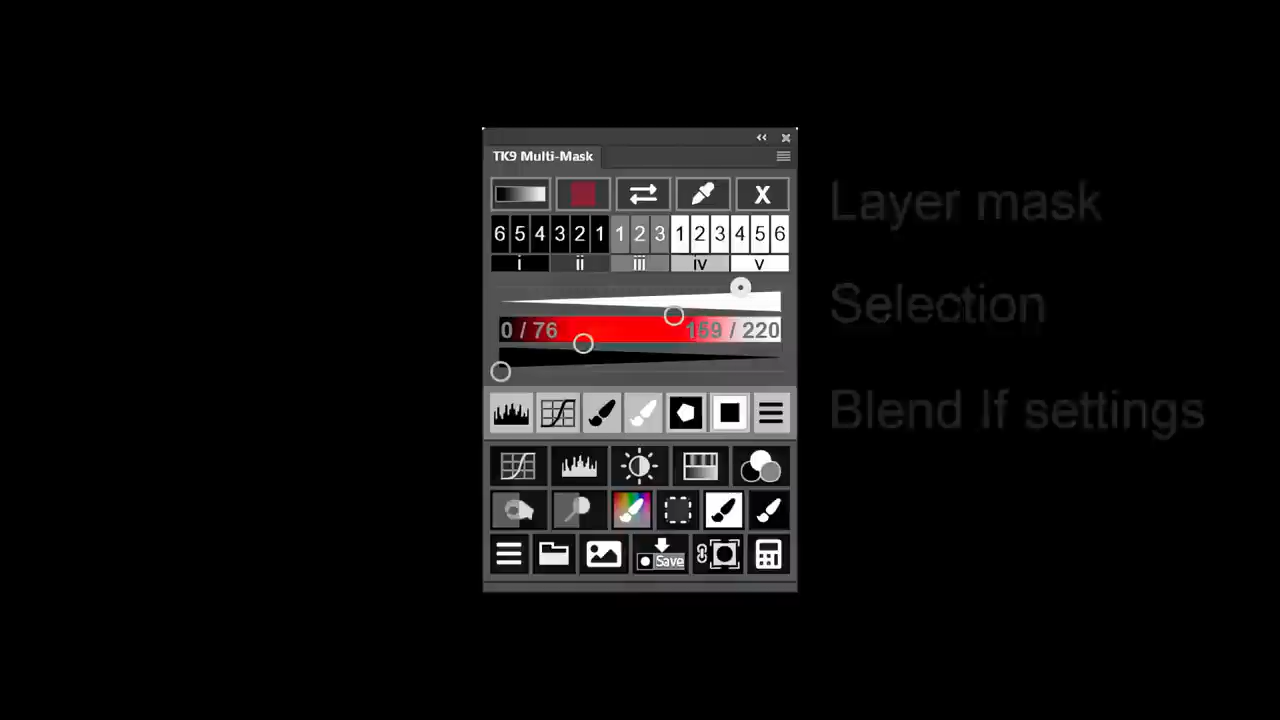 TK9 Multi-Mask
X
6 5 4 3 2 1 1 2 3 1 2 3 4 5 6
i ii iii iv v
0 / 76 159 / 220
Save
Layer mask
Selection
Blend If settings